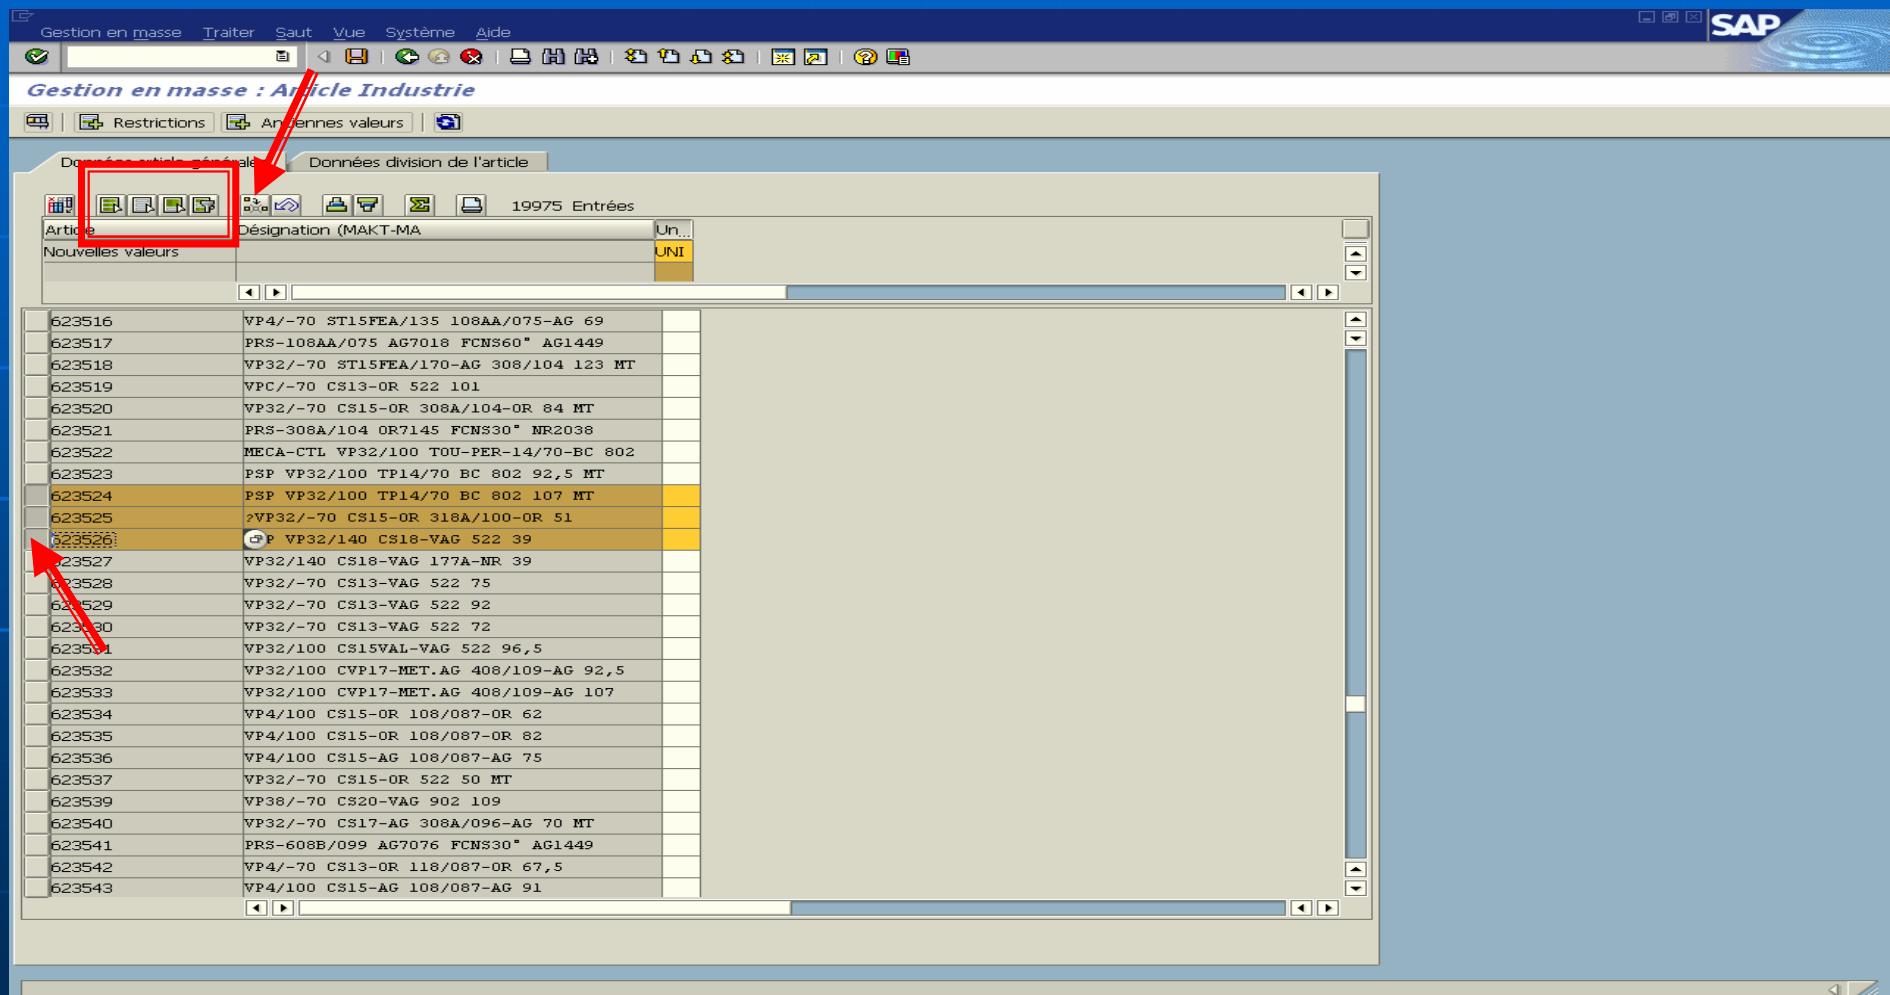 Gestion en masse Traiter Saut Vue Système Aide
SAP
Gestion en masse : Article Industrie
Restrictions Anciennes valeurs
Données article générale Données division de l'article
19975 Entrées
Article Désignation (MAKT-MA Un...
Nouvelles valeurs UNI
623516 VP4/-70 ST15FEA/135 108AA/075-AG 69
623517 PRS-108AA/075 AG7018 FCNS60° AG1449
623518 VP32/-70 ST15FEA/170-AG 308/104 123 MT
623519 VPC/-70 CS13-OR 522 101
623520 VP32/-70 CS15-OR 308A/104-OR 84 MT
623521 PRS-308A/104 OR7145 FCNS30° NR2038
623522 MECA-CTL VP32/100 TOU-PER-14/70-BC 802
623523 PSP VP32/100 TP14/70 BC 802 92,5 MT
623524 PSP VP32/100 TP14/70 BC 802 107 MT
623525 ?VP32/-70 CS15-OR 318A/100-OR 51
623526 P VP32/140 CS18-VAG 522 39
623527 VP32/140 CS18-VAG 177A-NR 39
623528 VP32/-70 CS13-VAG 522 75
623529 VP32/-70 CS13-VAG 522 92
623530 VP32/-70 CS13-VAG 522 72
623531 VP32/100 CS15VAL-VAG 522 96,5
623532 VP32/100 CVP17-MET.AG 408/109-AG 92,5
623533 VP32/100 CVP17-MET.AG 408/109-AG 107
623534 VP4/100 CS15-OR 108/087-OR 62
623535 VP4/100 CS15-OR 108/087-OR 82
623536 VP4/100 CS15-AG 108/087-AG 75
623537 VP32/-70 CS15-OR 522 50 MT
623539 VP38/-70 CS20-VAG 902 109
623540 VP32/-70 CS17-AG 308A/096-AG 70 MT
623541 PRS-608B/099 AG7076 FCNS30° AG1449
623542 VP4/-70 CS13-OR 118/087-OR 67,5
623543 VP4/100 CS15-AG 108/087-AG 91